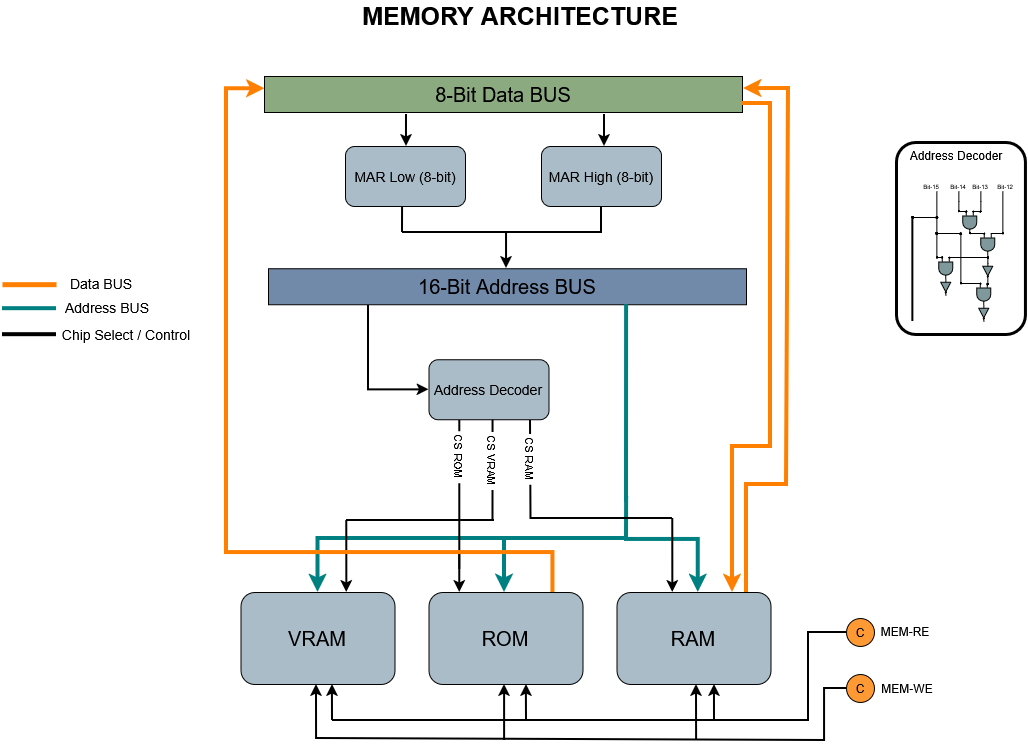 MEMORY ARCHITECTURE
8-Bit Data BUS
MAR Low (8-bit)
MAR High (8-bit)
Address Decoder
Bit-15
Bit-14
Bit-13
Bit-12
16-Bit Address BUS
Data BUS
Address BUS
Chip Select / Control
Address Decoder
CS ROM
CS VRAM
CS RAM
VRAM
ROM
RAM
C
MEM-RE
C
MEM-WE